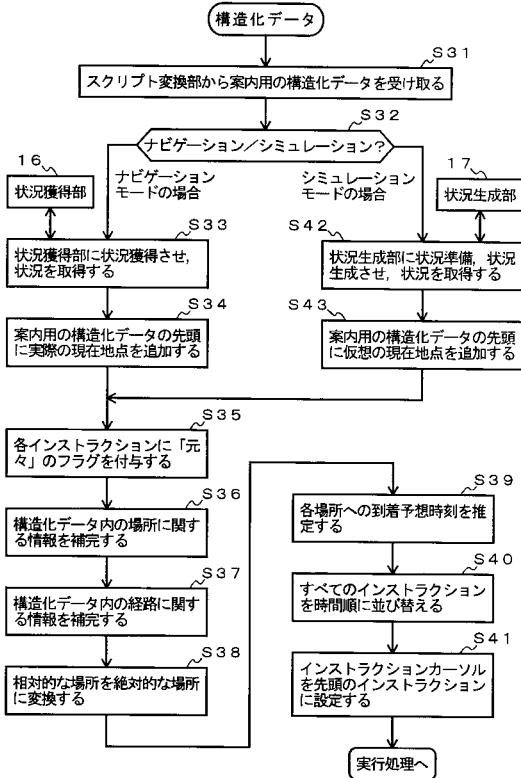 構造化データ
S31
スクリプト変換部から案内用の構造化データを受け取る
S32
ナビゲーション／シミュレーション？
16
状況獲得部
ナビゲーション
モードの場合
シミュレーション
モードの場合
17
状況生成部
S33
状況獲得部に状況獲得させ，
状況を取得する
S42
状況生成部に状況準備，状況
生成させ，状況を取得する
S34
案内用の構造化データの先頭
に実際の現在地点を追加する
S43
案内用の構造化データの先頭
に仮想の現在地点を追加する
S35
各インストラクションに「元
々」のフラグを付与する
S36
構造化データ内の場所に関す
る情報を補完する
S37
構造化データ内の経路に関す
る情報を補完する
S38
相対的な場所を絶対的な場所
に変換する
S39
各場所への到着予想時刻を推
定する
S40
すべてのインストラクション
を時間順に並び替える
S41
インストラクションカーソル
を先頭のインストラクション
に設定する
実行処理へ